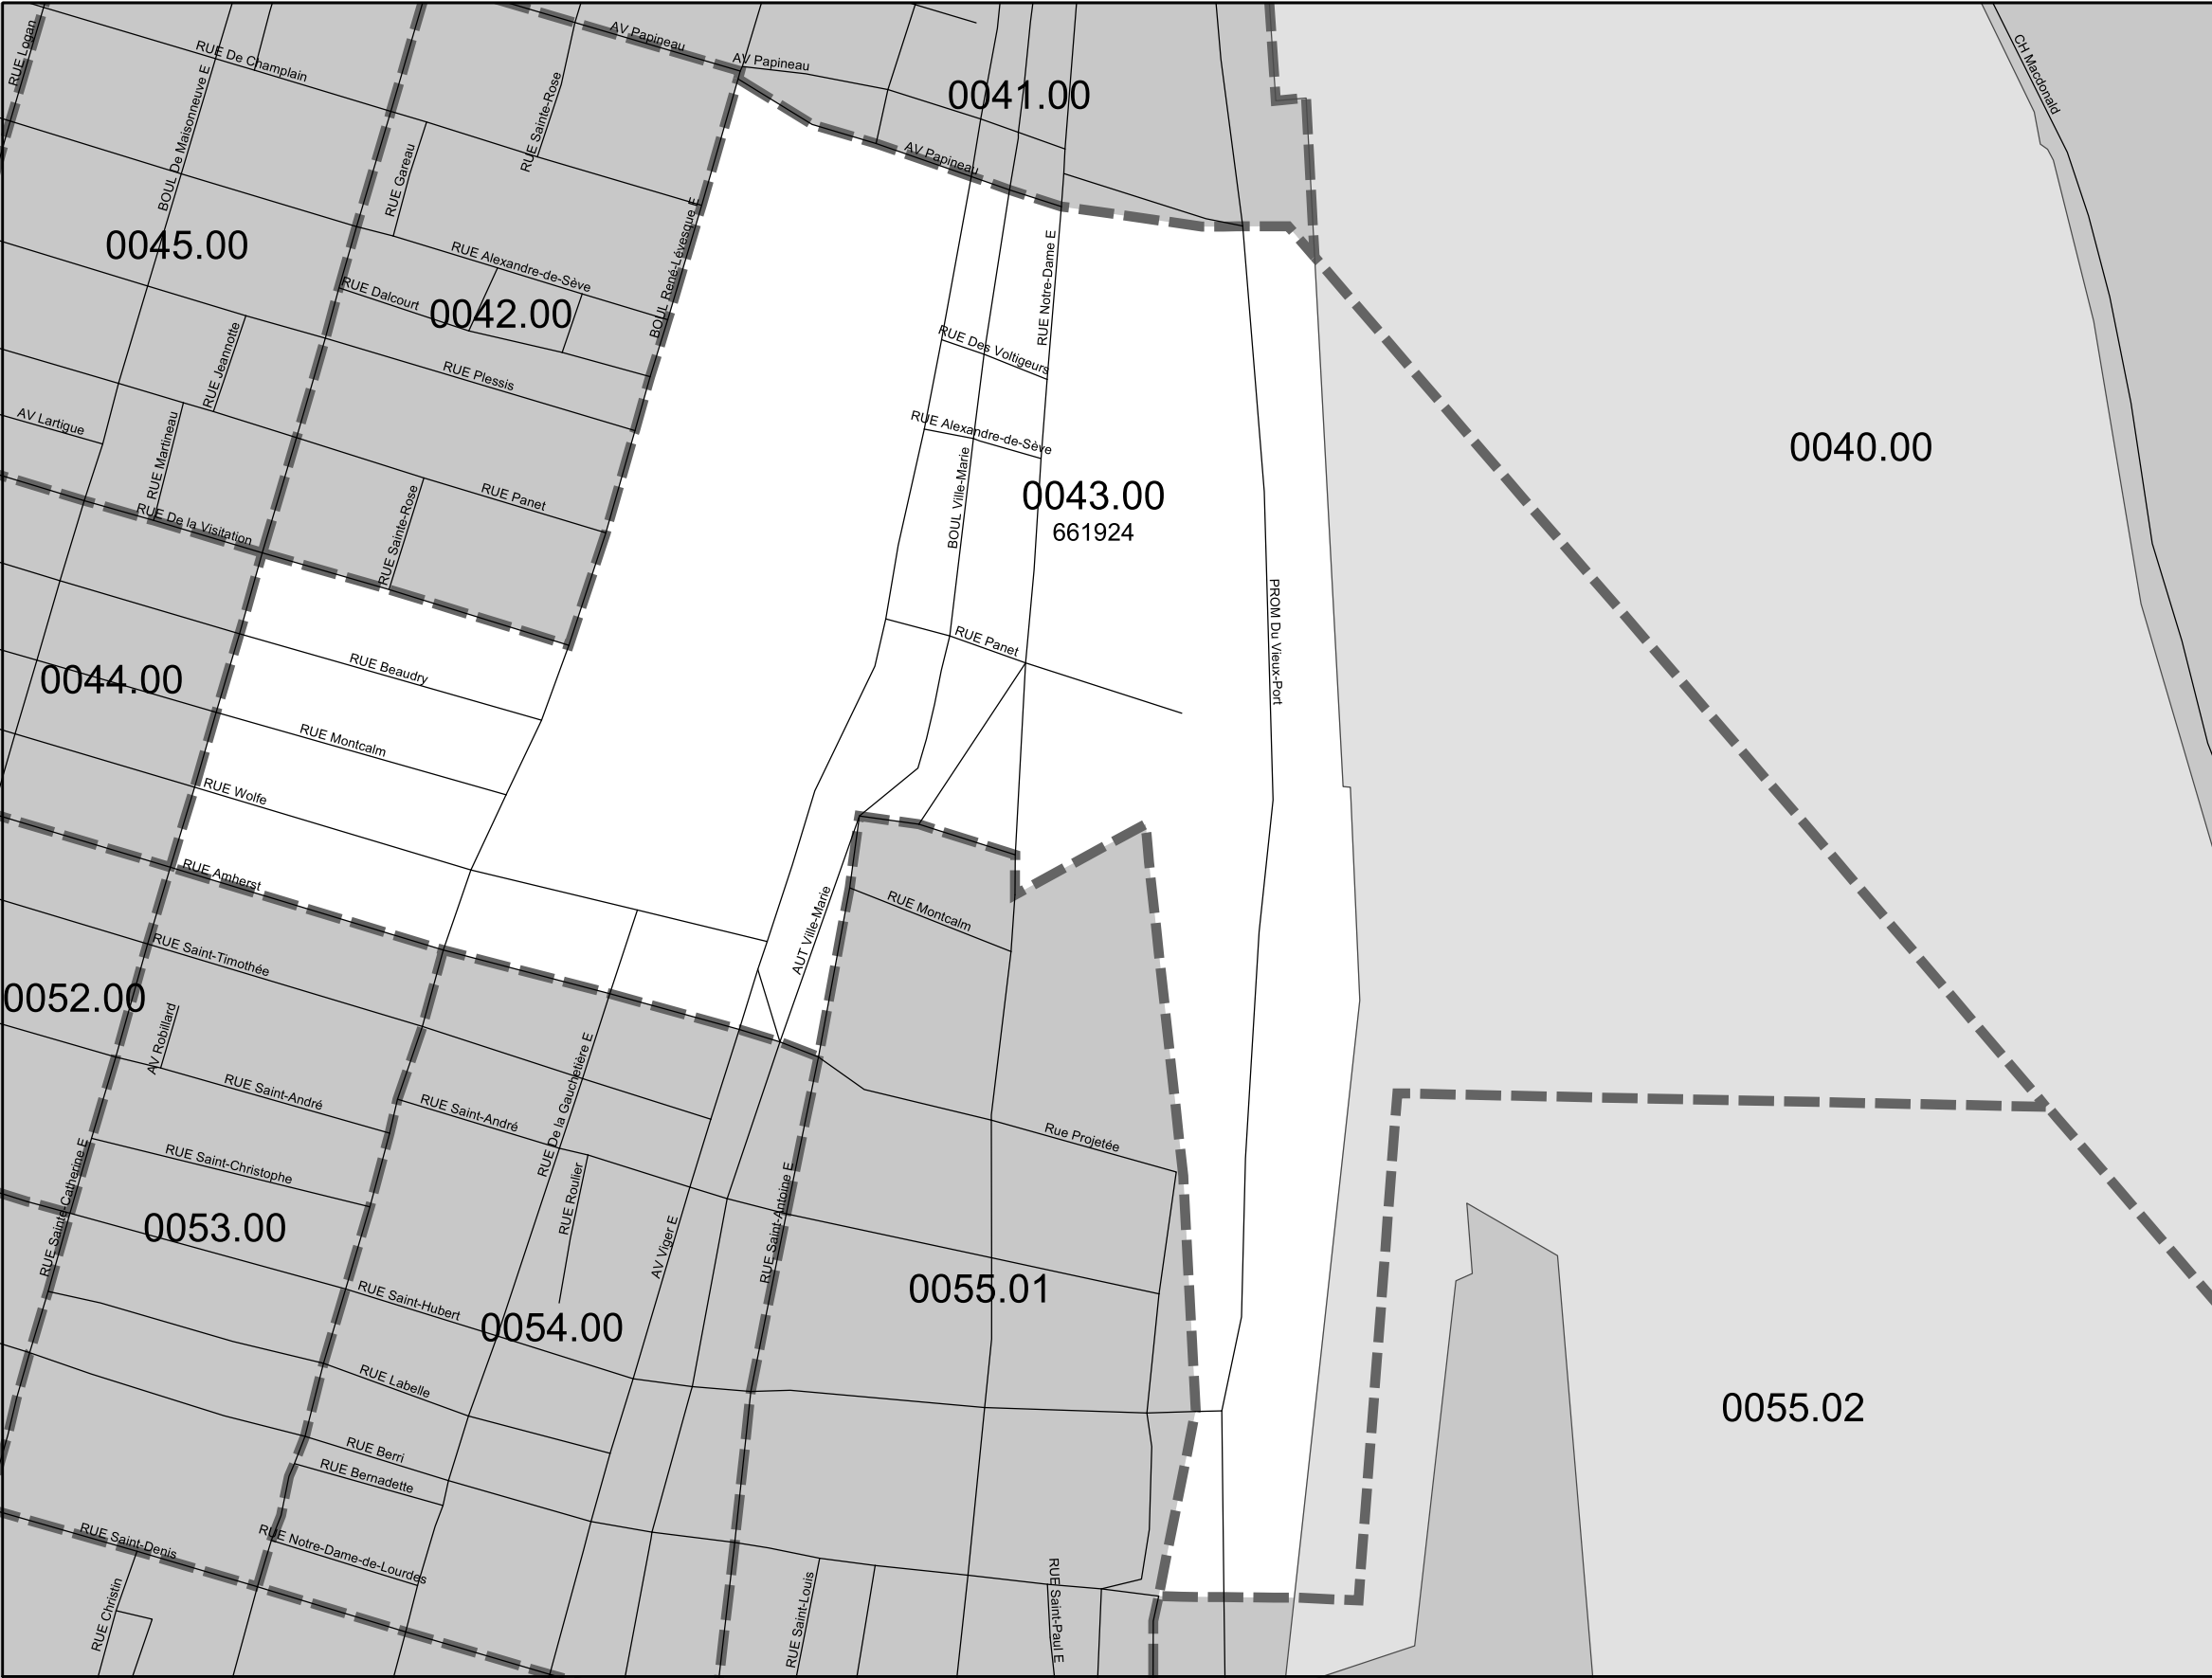 RUE Logan
RUE De Champlain
BOUL De Maisonneuve E
RUE Sainte-Rose
AV Papineau
AV Papineau
0041.00
CH Macdonald
AV Papineau
RUE Gareau
0045.00
RUE Alexandre-de-Sève
BOUL René-Lévesque E
RUE Dalcourt
0042.00
RUE Notre-Dame E
RUE Des Voltigeurs
RUE Jeannotte
RUE Plessis
AV Lartigue
RUE Martineau
RUE Alexandre-de-Sève
0040.00
BOUL Ville-Marie
0043.00
661924
RUE Panet
RUE De la Visitation
RUE Sainte-Rose
PROM Du Vieux-Port
RUE Panet
RUE Beaudry
0044.00
RUE Montcalm
RUE Wolfe
RUE Amherst
AUT Ville-Marie
RUE Montcalm
RUE Saint-Timothée
0052.00
AV Robillard
RUE Saint-André
RUE De la Gauchetière E
RUE Saint-André
Rue Projetée
RUE Saint-Christophe
RUE Sainte-Catherine E
0053.00
RUE Roulier
AV Viger E
RUE Saint-Antoine E
0055.01
RUE Saint-Hubert
0054.00
RUE Labelle
0055.02
RUE Berri
RUE Bernadette
RUE Saint-Denis
RUE Notre-Dame-de-Lourdes
RUE Christin
RUE Saint-Louis
RUE Saint-Paul E